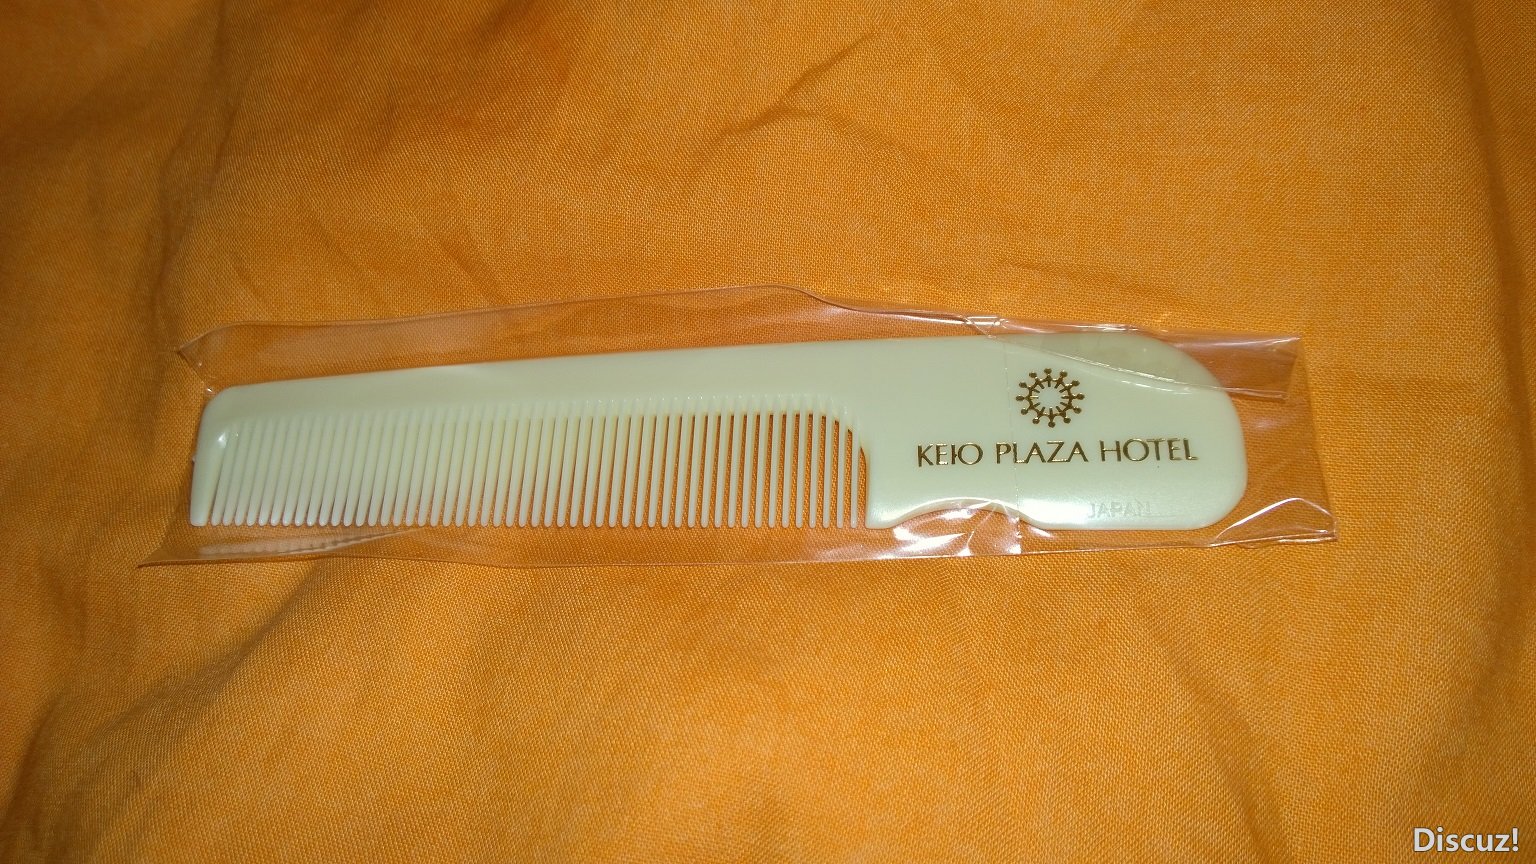 KEIO PLAZA HOTEL
JAPAN
Discuz!